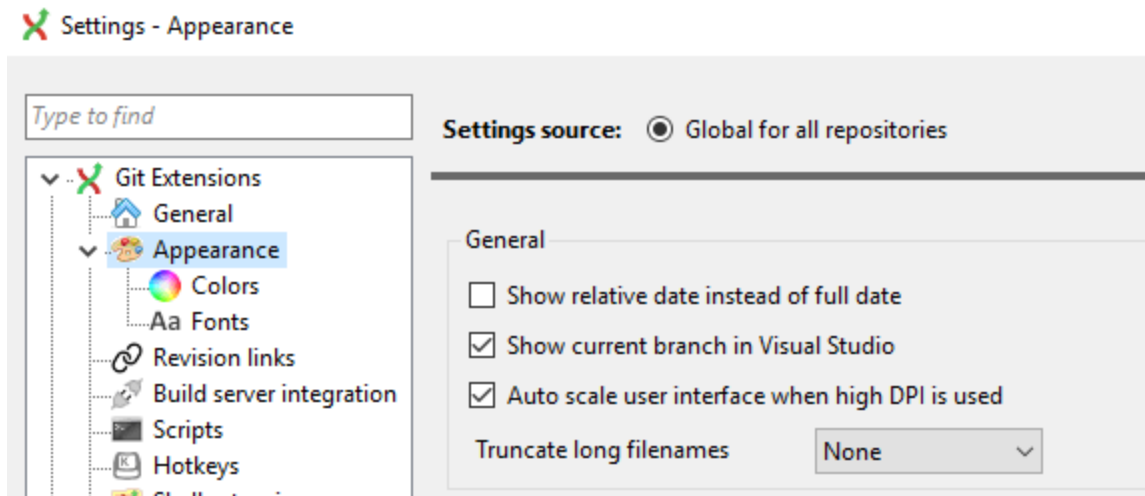 Settings - Appearance
Type to find
Settings source: Global for all repositories
Git Extensions
General
Appearance
Colors
Aa Fonts
Revision links
Build server integration
Scripts
Hotkeys
General
Show relative date instead of full date
Show current branch in Visual Studio
Auto scale user interface when high DPI is used
Truncate long filenames None